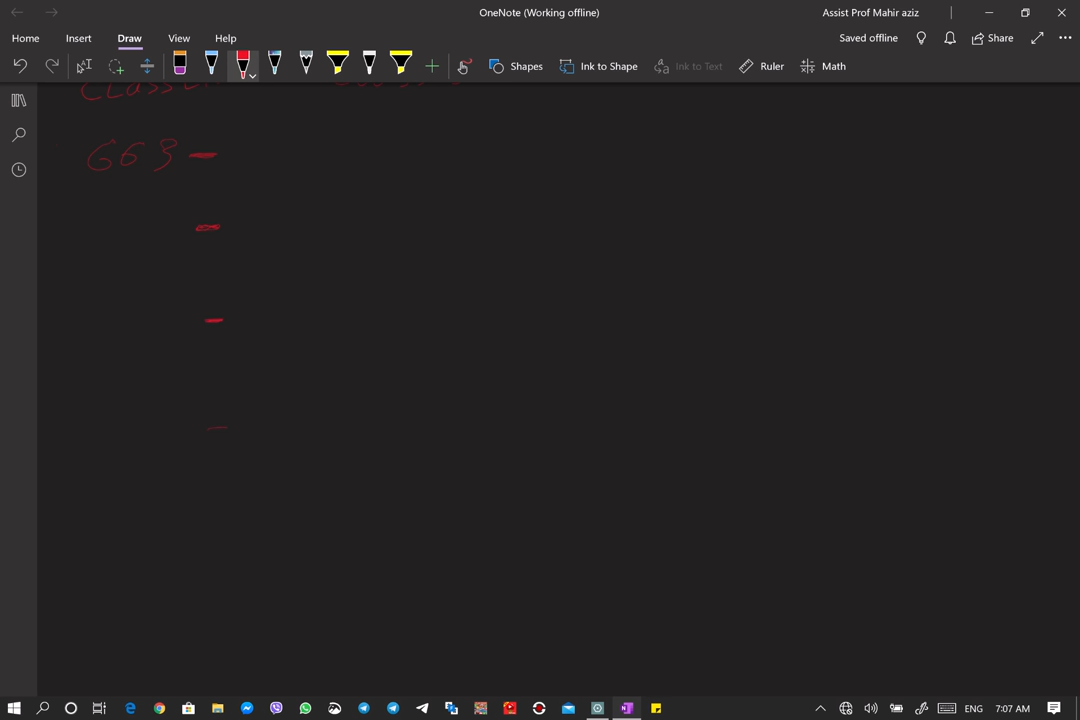 OneNote (Working offline)
Assist Prof Mahir aziz
Home Insert Draw View Help
Saved offline Share
Shapes Ink to Shape Ink to Text Ruler Math
663
ENG 7:07 AM